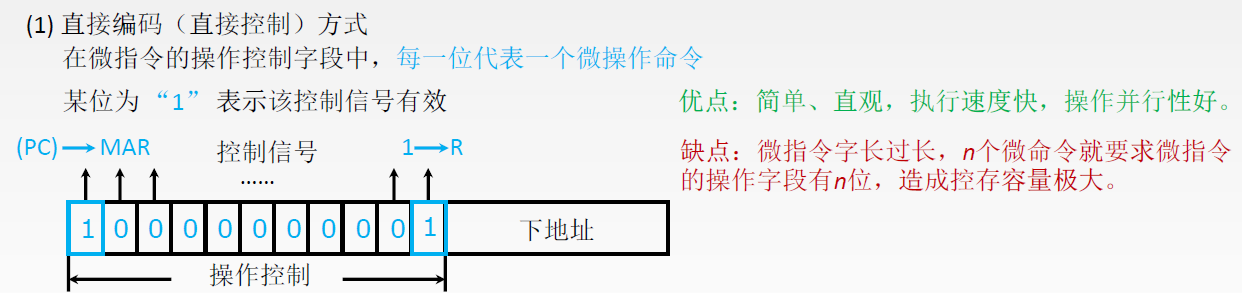 (1) 直接编码（直接控制）方式
在微指令的操作控制字段中，每一位代表一个微操作命令
某位为“1”表示该控制信号有效
优点：简单、直观，执行速度快，操作并行性好。
缺点：微指令字长过长，n个微命令就要求微指令
的操作字段有n位，造成控存容量极大。
(PC) → MAR 控制信号 1 → R
……
1 0 0 0 0 0 0 0 0 0 1 下地址
操作控制